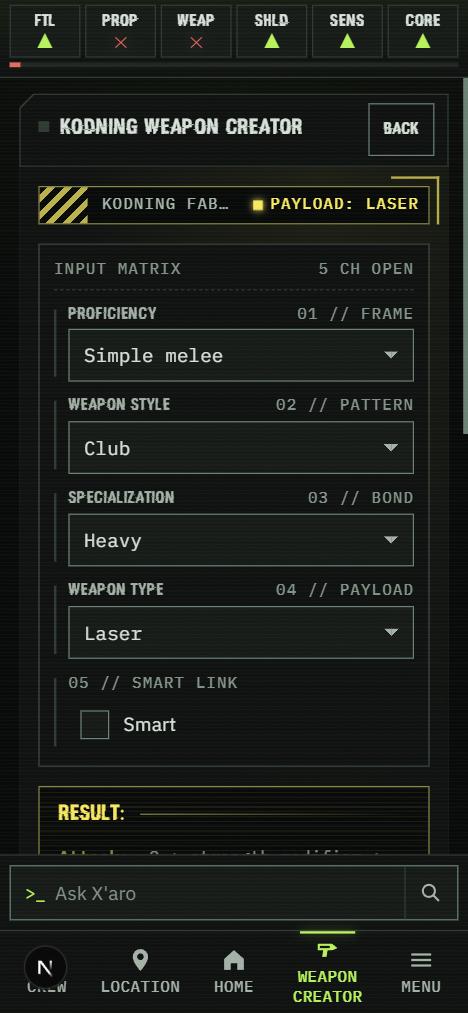 FTL PROP WEAP SHLD SENS CORE
KODNING WEAPON CREATOR
BACK
KODNING FAB… PAYLOAD: LASER
INPUT MATRIX 5 CH OPEN
PROFICIENCY 01 // FRAME
Simple melee
WEAPON STYLE 02 // PATTERN
Club
SPECIALIZATION 03 // BOND
Heavy
WEAPON TYPE 04 // PAYLOAD
Laser
05 // SMART LINK
Smart
RESULT:
>_ Ask X'aro
N
CREW LOCATION HOME WEAPON CREATOR MENU